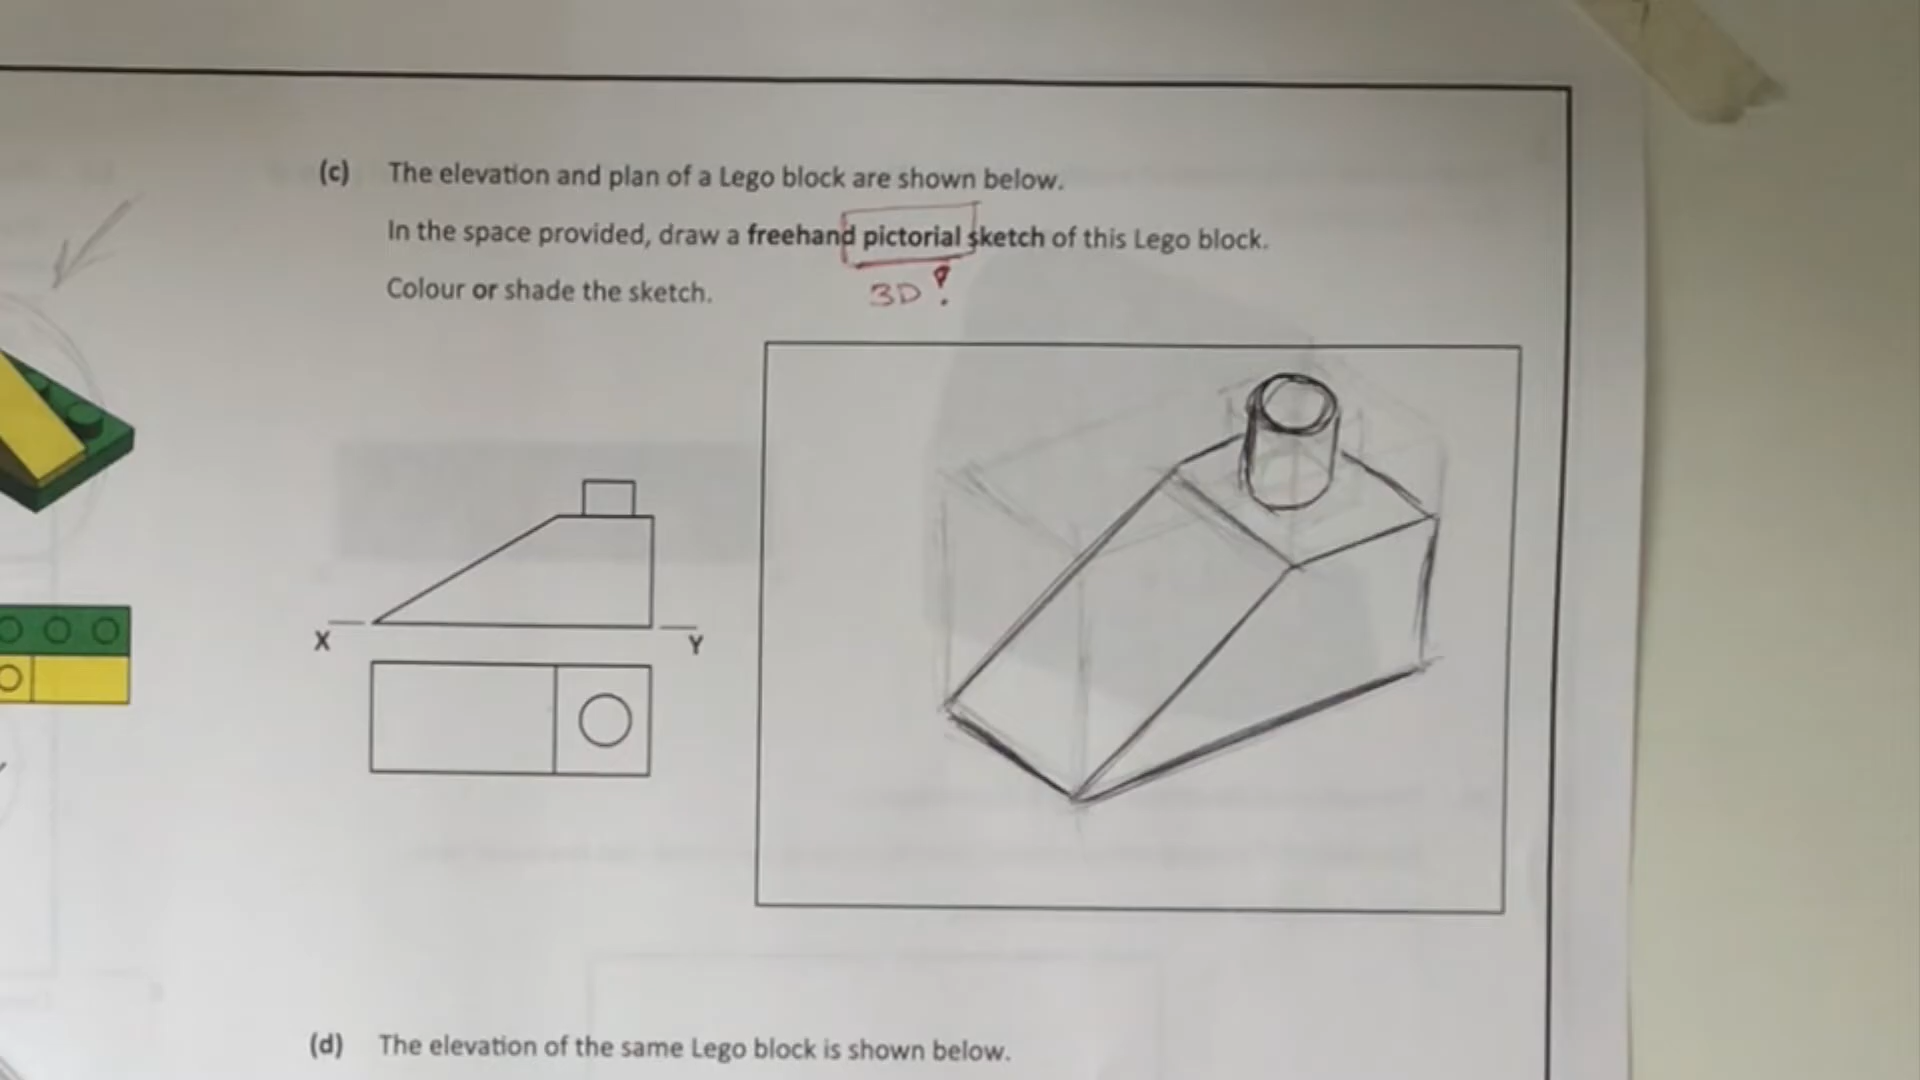 (c) The elevation and plan of a Lego block are shown below.
In the space provided, draw a freehand pictorial sketch of this Lego block.
Colour or shade the sketch.
3D!
X
Y
(d) The elevation of the same Lego block is shown below.